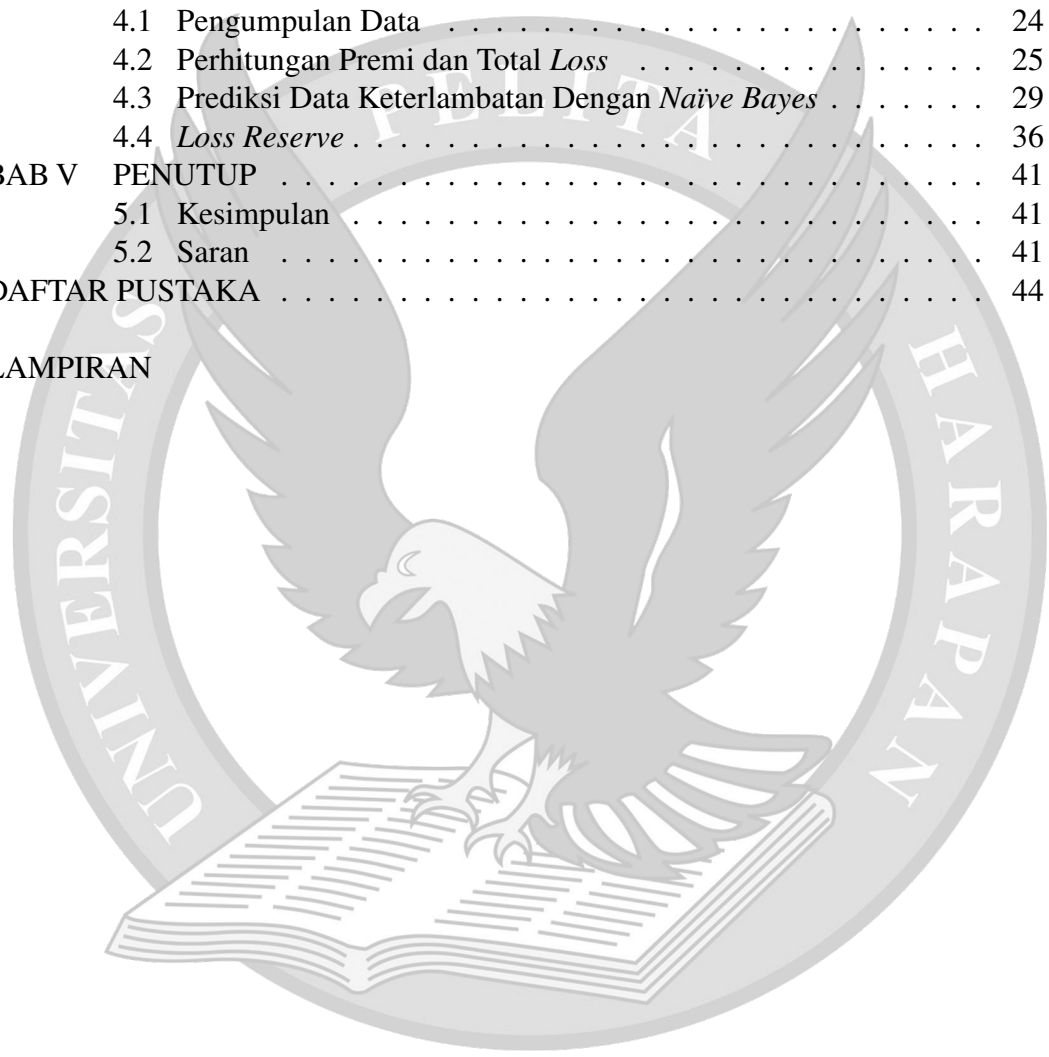 4.1 Pengumpulan Data . . . . . . . . . . . . . . . . . . . . . . . 24
4.2 Perhitungan Premi dan Total Loss . . . . . . . . . . . . . . . 25
4.3 Prediksi Data Keterlambatan Dengan Naïve Bayes . . . . . . . 29
4.4 Loss Reserve . . . . . . . . . . . . . . . . . . . . . . . . . . 36
BAB V PENUTUP . . . . . . . . . . . . . . . . . . . . . . . . . . . . . . 41
5.1 Kesimpulan . . . . . . . . . . . . . . . . . . . . . . . . . . . 41
5.2 Saran . . . . . . . . . . . . . . . . . . . . . . . . . . . . . . 41
DAFTAR PUSTAKA . . . . . . . . . . . . . . . . . . . . . . . . . . . . . . 44
LAMPIRAN
UNIVERSITAS PELITA HARAPAN